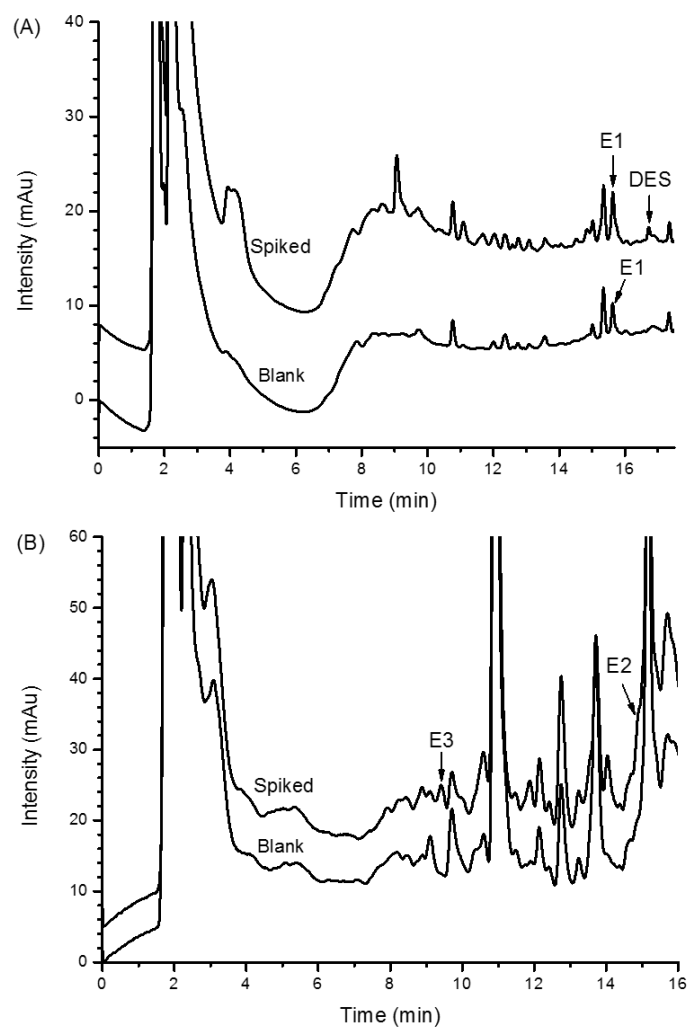 (A)
40
30
20
10
0
Intensity (mAu)
E1
DES
Spiked
E1
Blank
0 2 4 6 8 10 12 14 16
Time (min)
(B)
60
50
40
30
20
10
0
Intensity (mAu)
E2
E3
Spiked
Blank
0 2 4 6 8 10 12 14 16
Time (min)